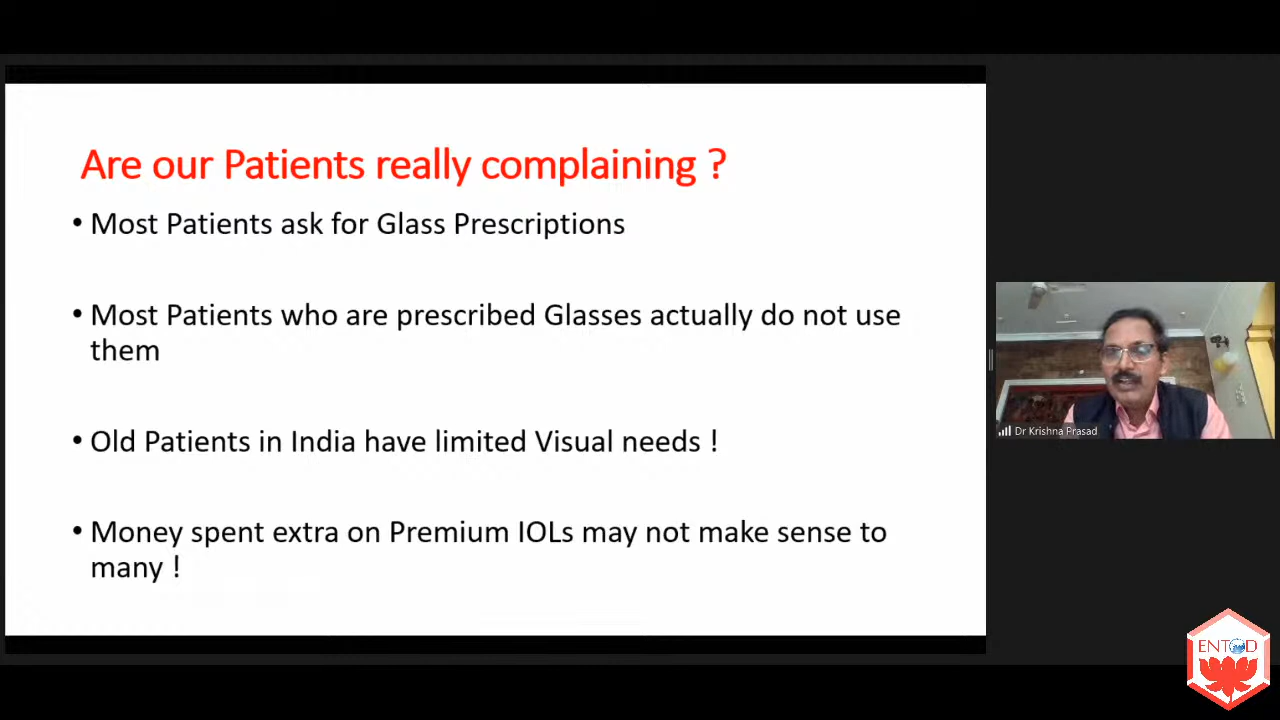 Are our Patients really complaining ?
• Most Patients ask for Glass Prescriptions
• Most Patients who are prescribed Glasses actually do not use
them
• Old Patients in India have limited Visual needs !
• Money spent extra on Premium IOLs may not make sense to
many !
Dr Krishna Prasad
ENTOD